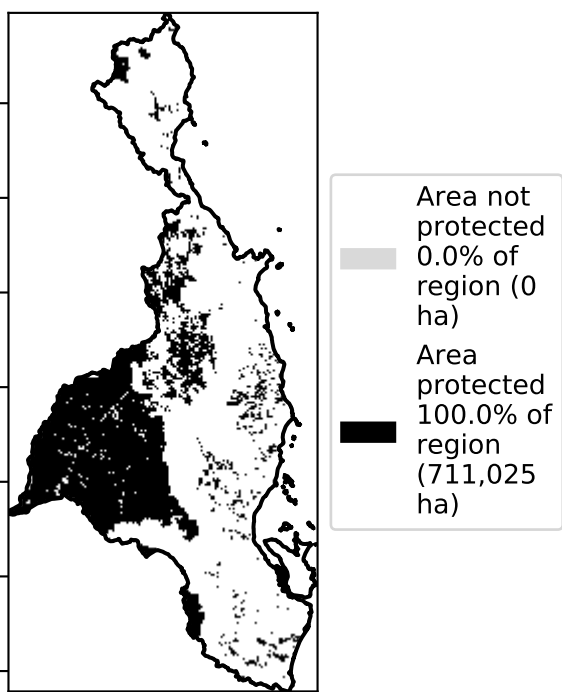 Area not
protected
0.0% of
region (0
ha)
Area
protected
100.0% of
region
(711,025
ha)